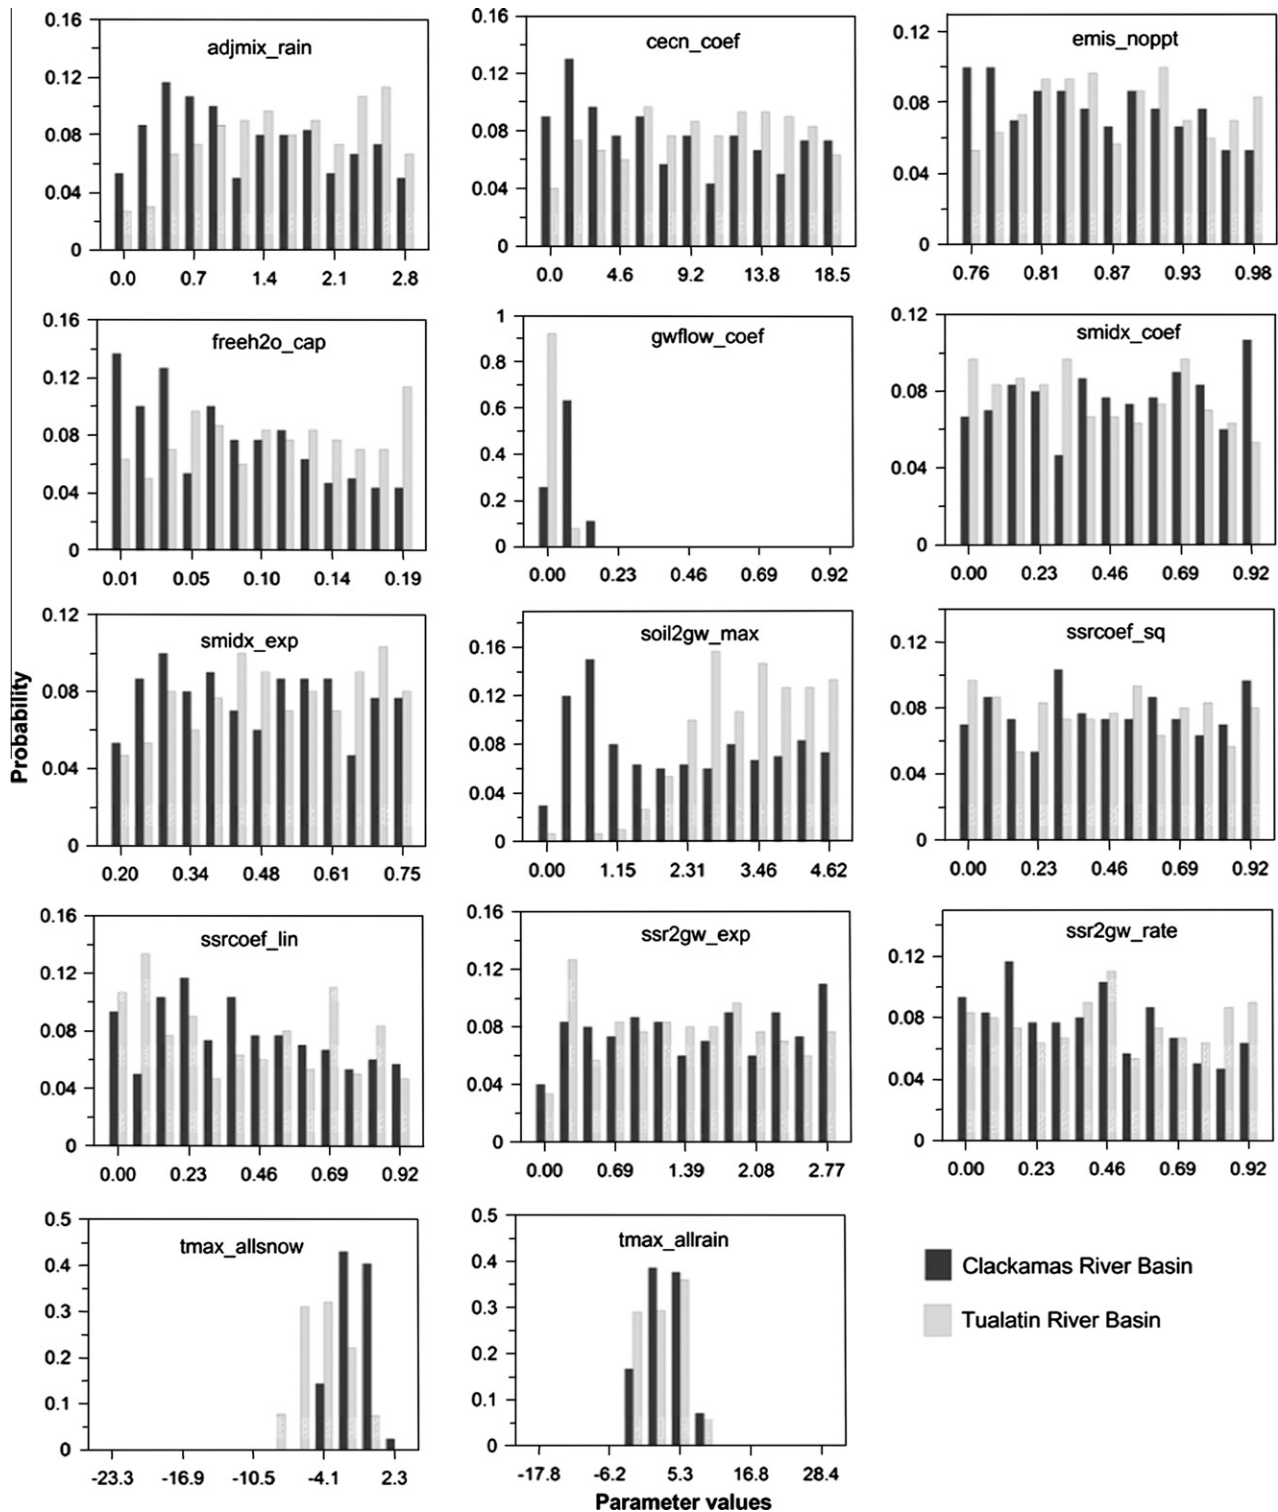 adjmix_rain
0.16
0.12
0.08
0.04
0
0.0 0.7 1.4 2.1 2.8
cecn_coef
0.16
0.12
0.08
0.04
0
0.0 4.6 9.2 13.8 18.5
emis_noppt
0.12
0.08
0.04
0
0.76 0.81 0.87 0.93 0.98
freeh2o_cap
0.16
0.12
0.08
0.04
0
0.01 0.05 0.10 0.14 0.19
gwflow_coef
1
0.8
0.6
0.4
0.2
0
0.00 0.23 0.46 0.69 0.92
smidx_coef
0.12
0.08
0.04
0
0.00 0.23 0.46 0.69 0.92
Probability
smidx_exp
0.12
0.08
0.04
0
0.20 0.34 0.48 0.61 0.75
soil2gw_max
0.16
0.12
0.08
0.04
0
0.00 1.15 2.31 3.46 4.62
ssrcoef_sq
0.12
0.08
0.04
0
0.00 0.23 0.46 0.69 0.92
ssrcoef_lin
0.16
0.12
0.08
0.04
0
0.00 0.23 0.46 0.69 0.92
ssr2gw_exp
0.16
0.12
0.08
0.04
0
0.00 0.69 1.39 2.08 2.77
ssr2gw_rate
0.12
0.08
0.04
0
0.00 0.23 0.46 0.69 0.92
tmax_allsnow
0.5
0.4
0.3
0.2
0.1
0
-23.3 -16.9 -10.5 -4.1 2.3
tmax_allrain
0.5
0.4
0.3
0.2
0.1
0
-17.8 -6.2 5.3 16.8 28.4
Clackamas River Basin
Tualatin River Basin
Parameter values